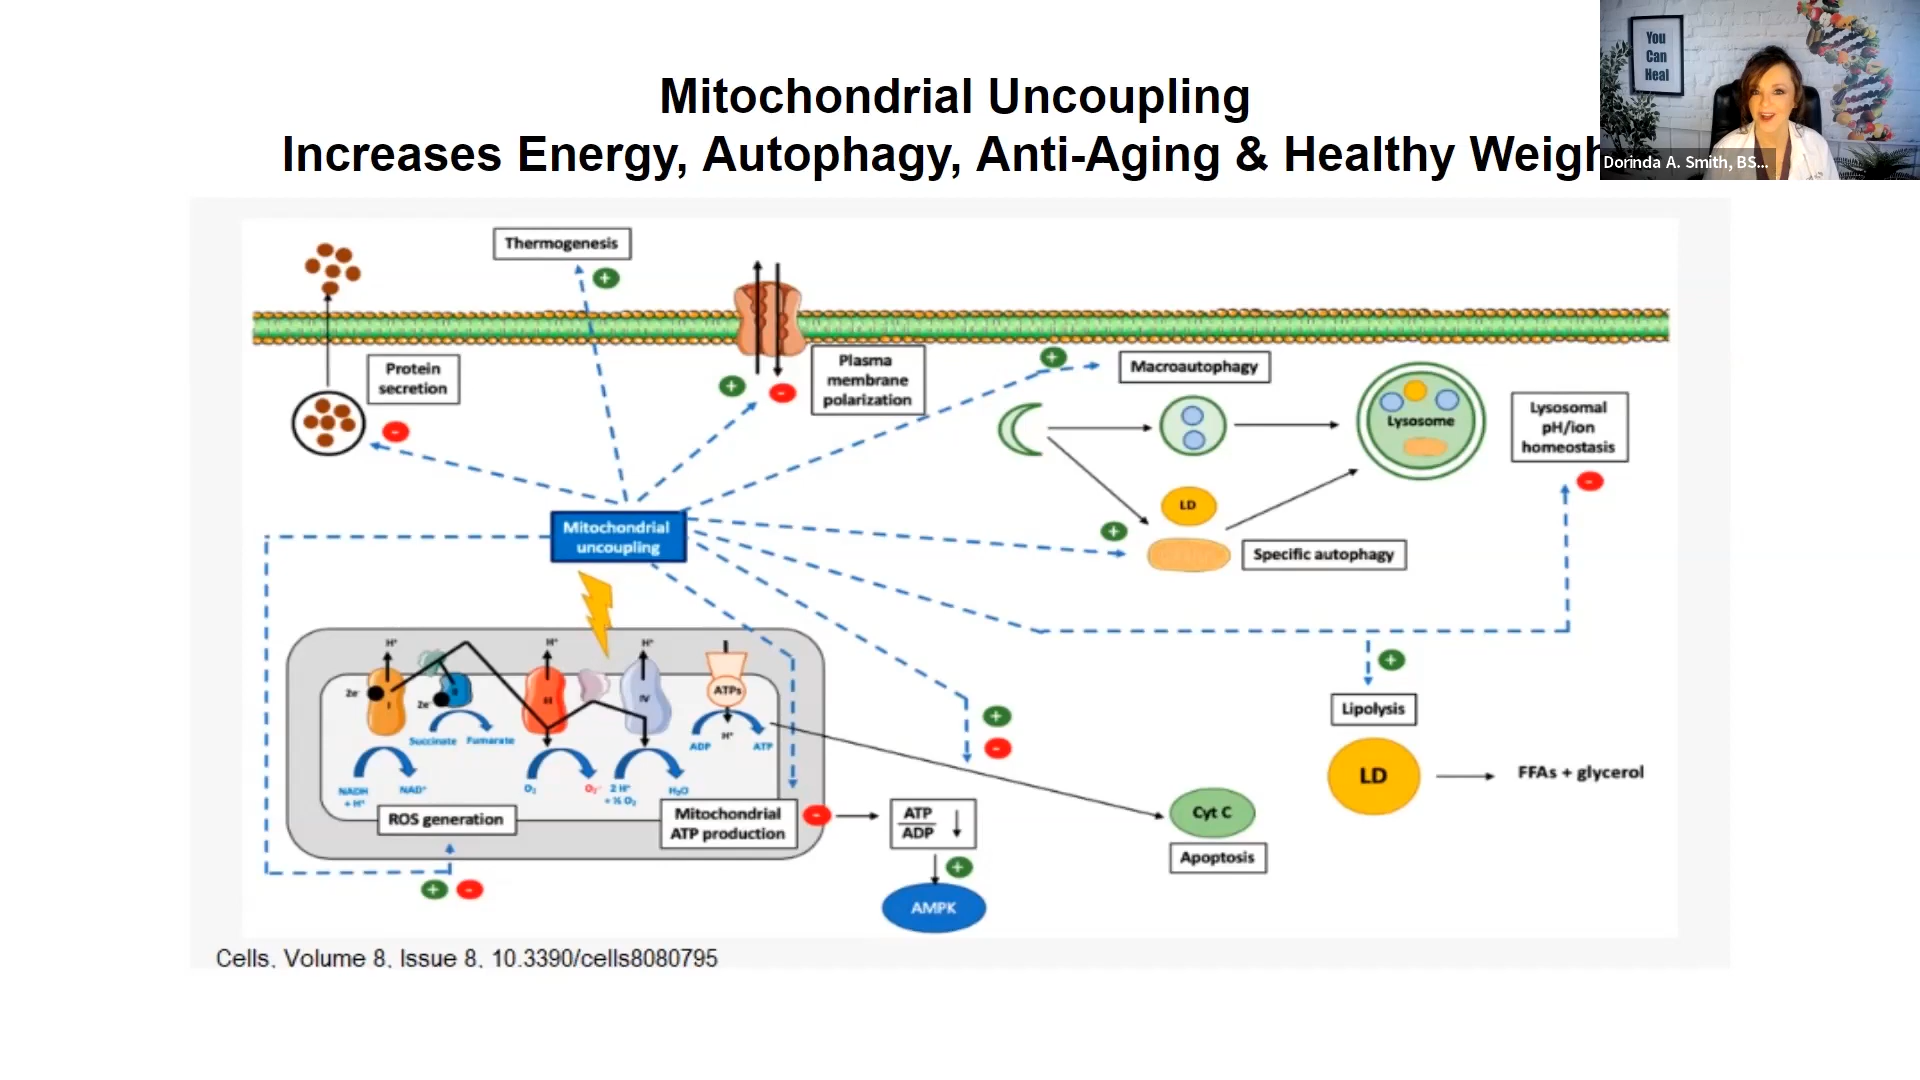 Mitochondrial Uncoupling
Increases Energy, Autophagy, Anti-Aging & Healthy Weigh
You
Can
Heal
Dorinda A. Smith, BS...
Thermogenesis
Protein
secretion
Plasma
membrane
polarization
Macroautophagy
Lysosome
Lysosomal
pH/ion
homeostasis
LD
Specific autophagy
Mitochondrial
uncoupling
H⁺
H⁺
H⁺
2e⁻
I
2e⁻
II
III
IV
ATPs
Succinate
Fumarate
ADP
H⁺
ATP
NADH
+ H⁺
NAD⁺
O₂
O₂⁻
2 H⁺
+ ½ O₂
H₂O
ROS generation
Mitochondrial
ATP production
ATP
ADP
AMPK
Cyt C
Apoptosis
Lipolysis
LD
FFAs + glycerol
Cells, Volume 8, Issue 8, 10.3390/cells8080795